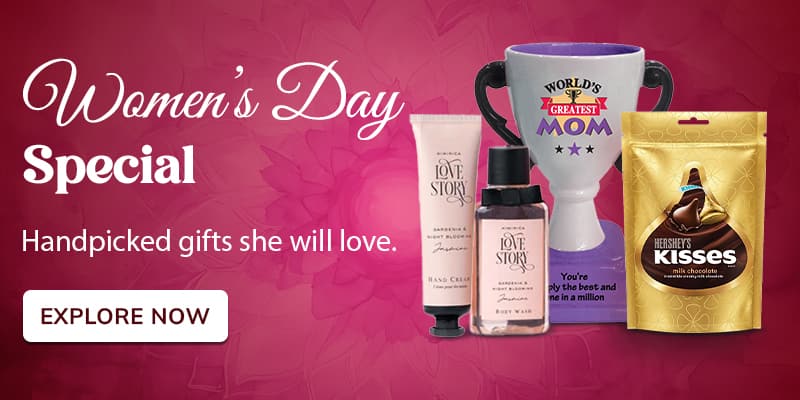 Women's Day
Special
Handpicked gifts she will love.
EXPLORE NOW
KIMIRICA
LOVE
STORY
GARDENIA &
NIGHT BLOOMING
Jasmine
HAND CREAM
KIMIRICA
LOVE
STORY
GARDENIA &
NIGHT BLOOMING
Jasmine
BODY WASH
WORLD'S
GREATEST
MOM
You're
ply the best and
ne in a million
HERSHEY'S
KISSES
milk chocolate